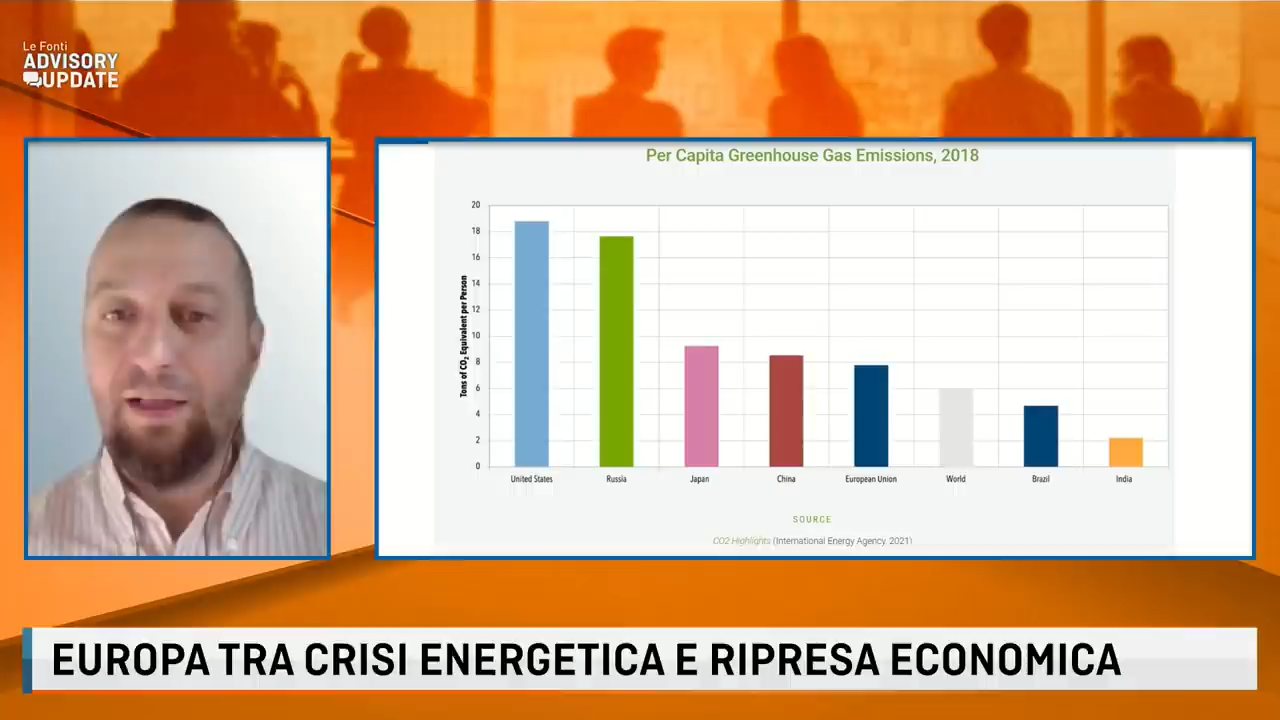 Le Fonti
ADVISORY
UPDATE
Per Capita Greenhouse Gas Emissions, 2018
Tons of CO₂ Equivalent per Person
20
18
16
14
12
10
8
6
4
2
0
United States
Russia
Japan
China
European Union
World
Brazil
India
SOURCE
CO2 Highlights (International Energy Agency, 2021)
EUROPA TRA CRISI ENERGETICA E RIPRESA ECONOMICA